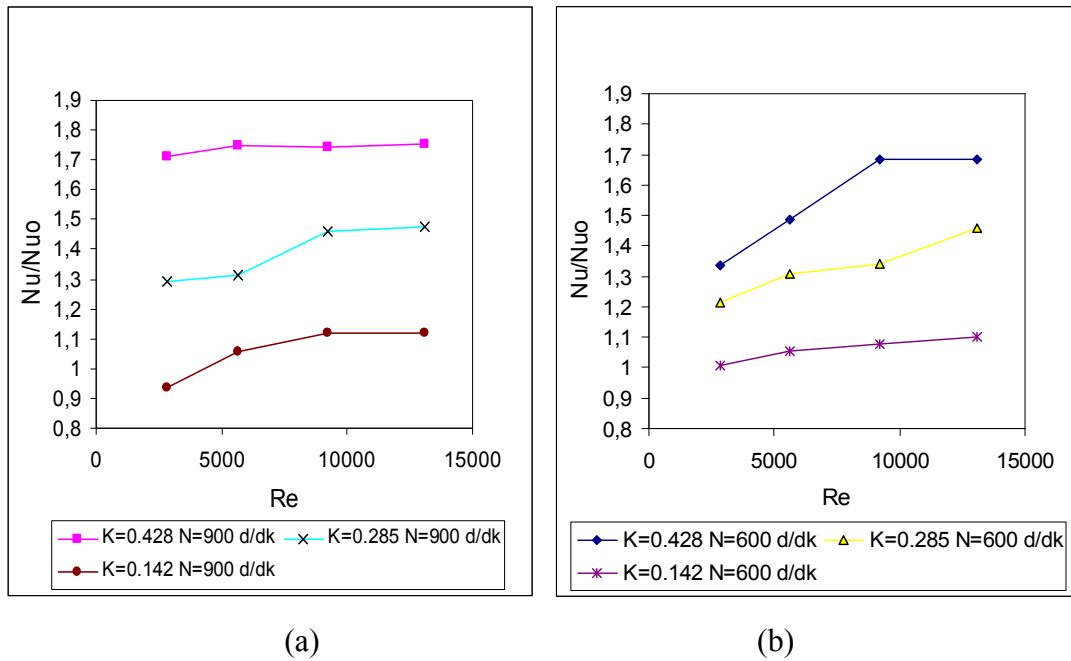 1,9
1,8
1,7
1,6
1,5
1,4
1,3
1,2
1,1
1
0,9
0,8
Nu/Nuo
0 5000 10000 15000
Re
K=0.428 N=900 d/dk K=0.285 N=900 d/dk
K=0.142 N=900 d/dk
(a)
1,9
1,8
1,7
1,6
1,5
1,4
1,3
1,2
1,1
1
0,9
0,8
Nu/Nuo
0 5000 10000 15000
Re
K=0.428 N=600 d/dk K=0.285 N=600 d/dk
K=0.142 N=600 d/dk
(b)